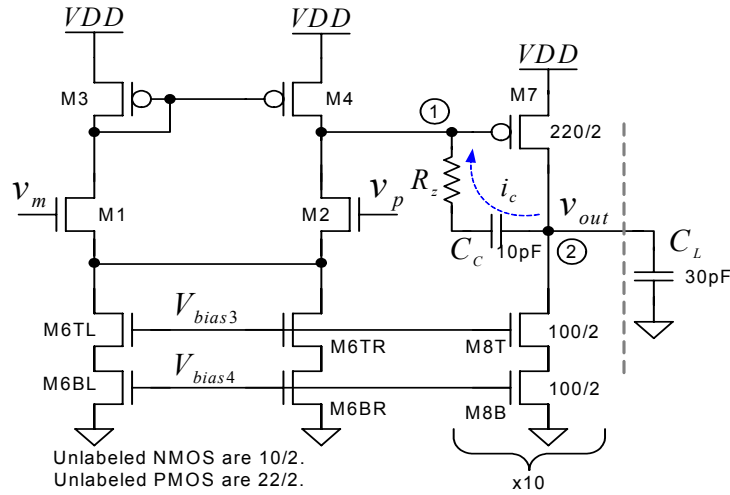 VDD
VDD
VDD
M3
M4
M7
1
220/2
v_m
M1
M2
v_p
R_z
i_c
v_out
C_C
10pF
2
C_L
30pF
V_bias3
M6TL
M6TR
M8T
100/2
V_bias4
M6BL
M6BR
M8B
100/2
Unlabeled NMOS are 10/2.
Unlabeled PMOS are 22/2.
x10